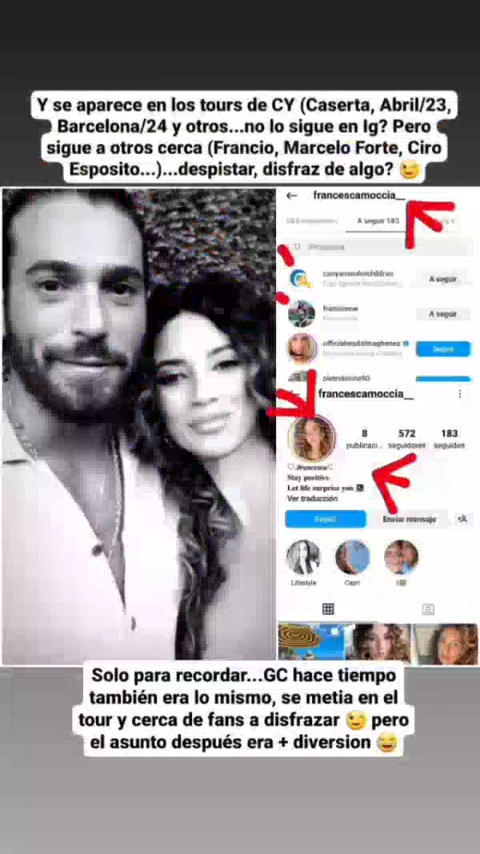 Y se aparece en los tours de CY (Caserta, Abril/23,
Barcelona/24 y otros...no lo sigue en Ig? Pero
sigue a otros cerca (Francio, Marcelo Forte, Ciro
Esposito...)...despistar, disfraz de algo? 😉
← francescamoccia__
A seguir 183
Pesquisa
canyamanforchildren
A seguir
A seguir
Seguir
pietrolovino90
francescamoccia__
8 572 183
publicaci... seguidores seguidos
♡Francesca♡
Stay positive.
Let life surprise you
Ver traducción
Seguir Enviar mensaje
Lifestyle Capri
Solo para recordar...GC hace tiempo
también era lo mismo, se metia en el
tour y cerca de fans a disfrazar 😉 pero
el asunto después era + diversion 😂